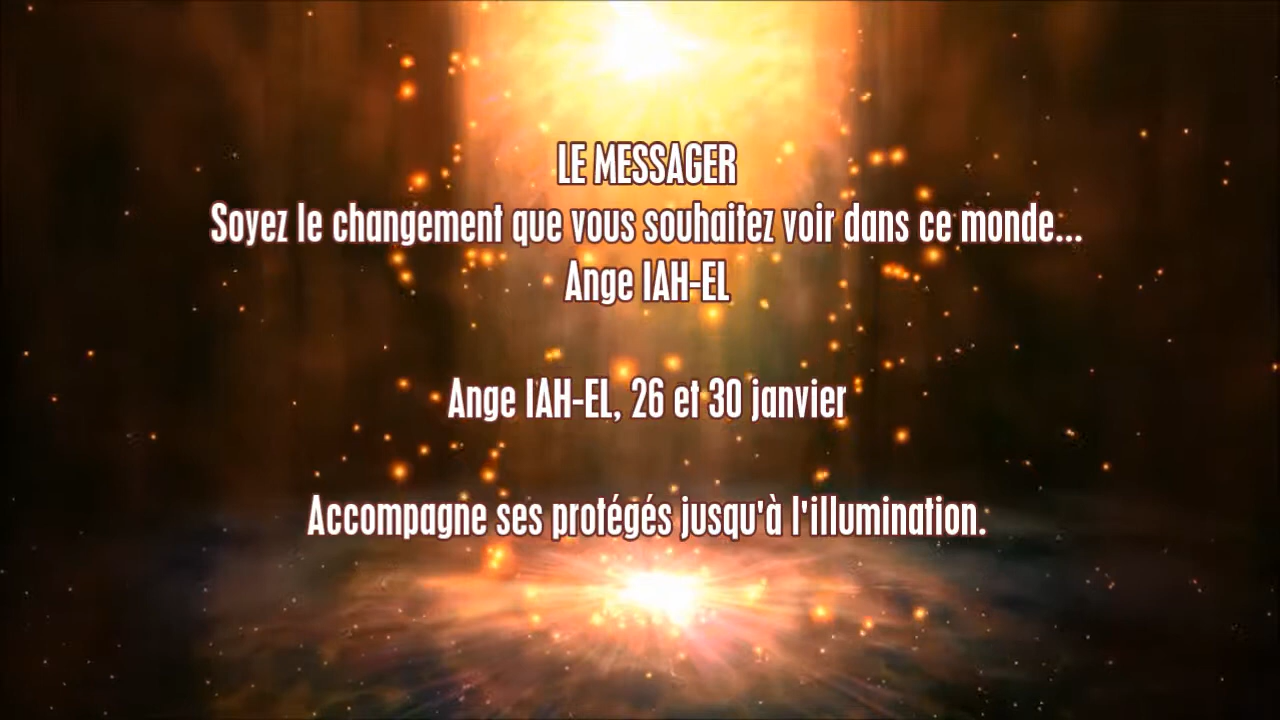 LE MESSAGER
Soyez le changement que vous souhaitez voir dans ce monde...
Ange IAH-EL
Ange IAH-EL, 26 et 30 janvier
Accompagne ses protégés jusqu'à l'illumination.